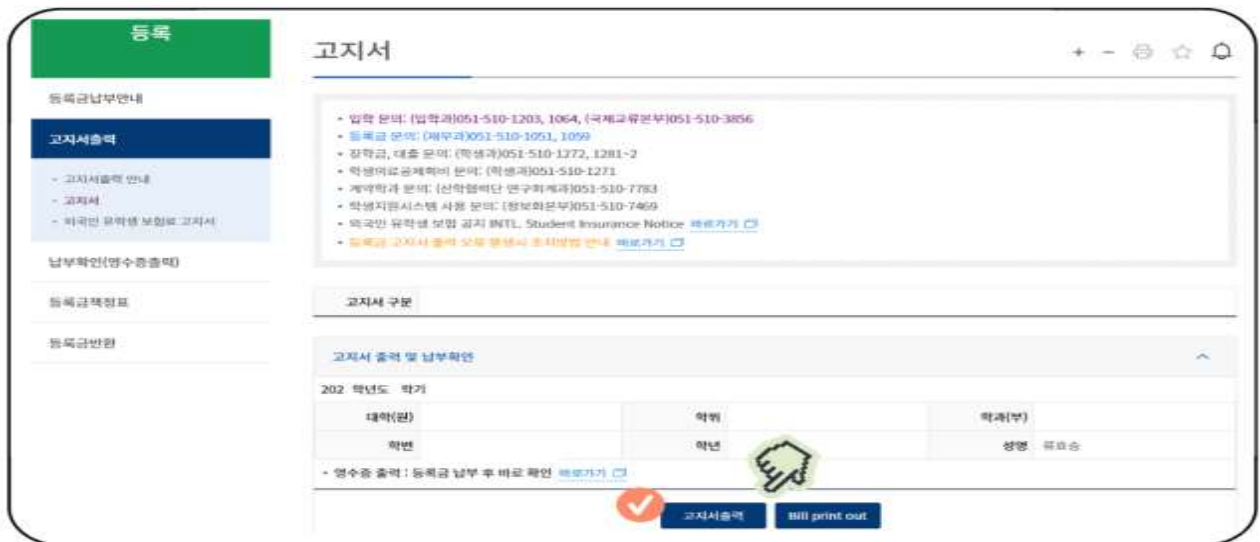 등록
등록금납부안내
고지서출력
- 고지서출력 안내
- 고지서
- 외국인 유학생 보험료 고지서
납부확인(영수증출력)
등록금책정표
등록금반환
고지서
+ -
• 입학 문의: (입학과)051-510-1203, 1064, (국제교류본부)051-510-3856
• 등록금 문의: (재무과)051-510-1051, 1059
• 장학금, 대출 문의: (학생과)051-510-1272, 1281~2
• 학생의료공제회비 문의: (학생과)051-510-1271
• 계약학과 문의: (산학협력단 연구회계과)051-510-7783
• 학생지원시스템 사용 문의: (정보화본부)051-510-7469
• 외국인 유학생 보험 공지 INTL. Student Insurance Notice 바로가기
• 등록금 고지서 출력 오류 발생시 조치방법 안내 바로가기
고지서 구분
고지서 출력 및 납부확인
202 학년도 학기
대학(원) 학위 학과(부)
학번 학년 성명 류효승
• 영수증 출력 : 등록금 납부 후 바로 확인 바로가기
고지서출력 Bill print out